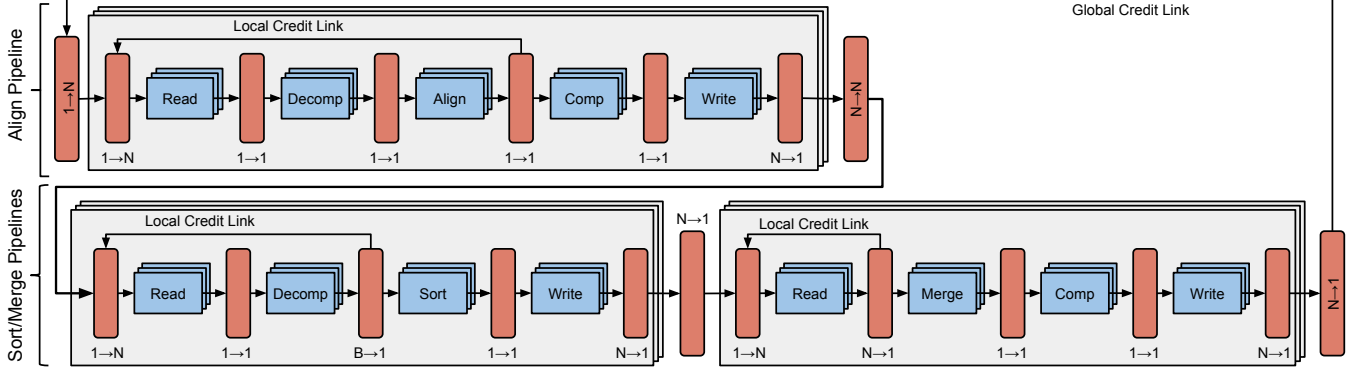 Global Credit Link
Align Pipeline
Local Credit Link
1→N
Read
Decomp
Align
Comp
Write
N→N
1→N
1→1
1→1
1→1
1→1
N→1
Sort/Merge Pipelines
Local Credit Link
Read
Decomp
Sort
Write
1→N
1→1
B→1
1→1
N→1
N→1
Local Credit Link
Read
Merge
Comp
Write
N→1
1→N
N→1
1→1
1→1
N→1